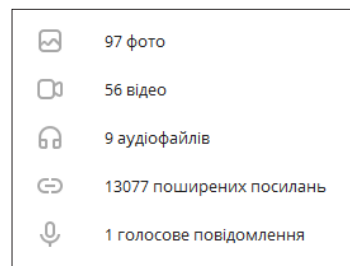 97 фото
56 відео
9 аудіофайлів
13077 поширених посилань
1 голосове повідомлення